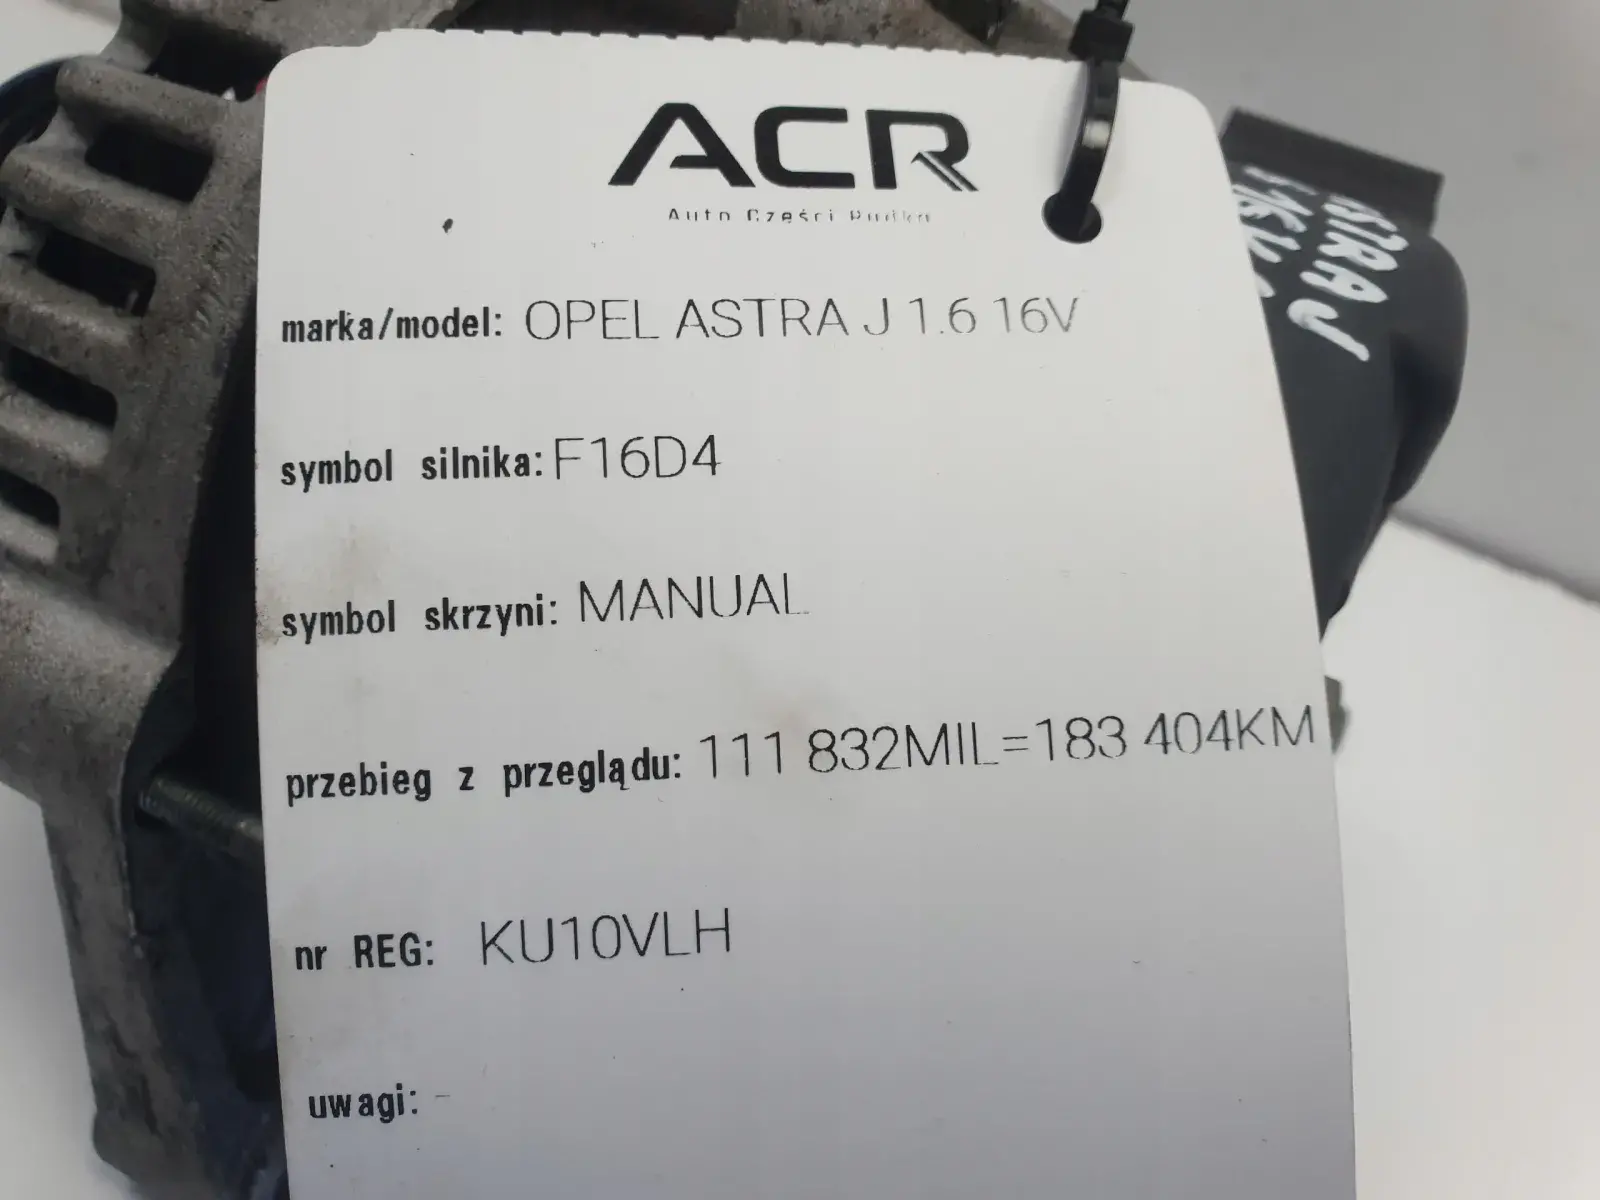 ACR
Auto Części Rudka
marka/model: OPEL ASTRA J 1.6 16V
symbol silnika: F16D4
symbol skrzyni: MANUAL
przebieg z przeglądu: 111 832MIL=183 404KM
nr REG: KU10VLH
uwagi: -
ASTRA J